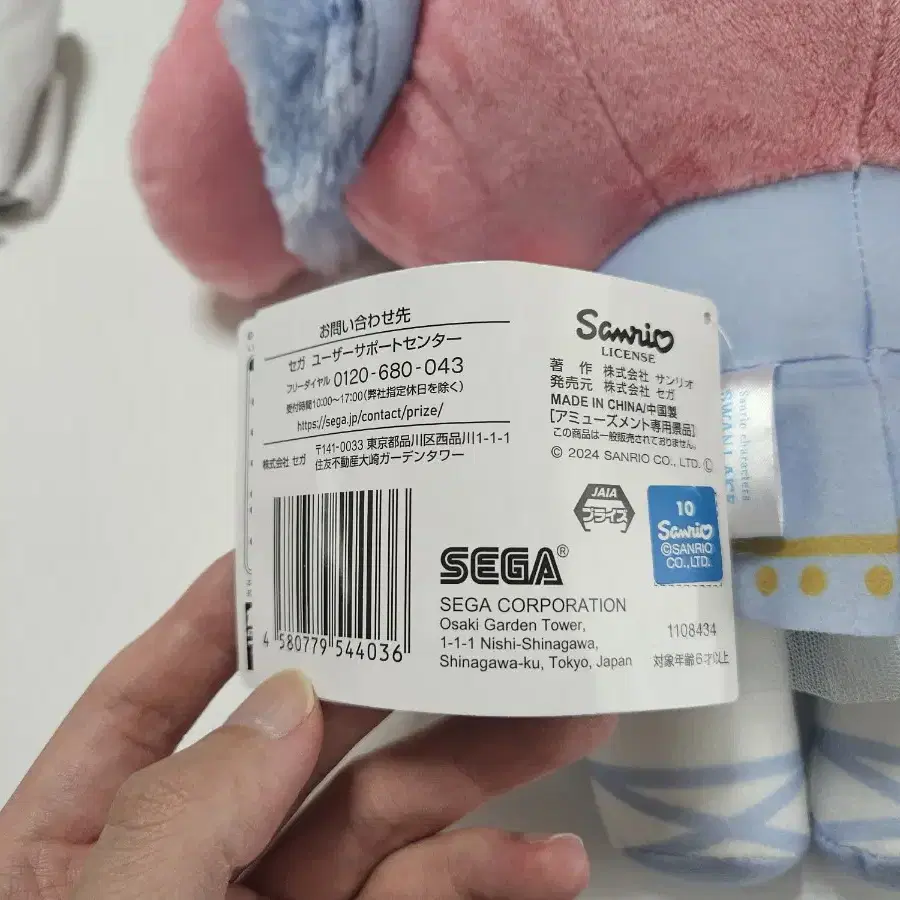 お問い合わせ先
セガ ユーザーサポートセンター
フリーダイヤル 0120-680-043
受付時間10:00~17:00(弊社指定休日を除く)
https://sega.jp/contact/prize/
株式会社 セガ
〒141-0033 東京都品川区西品川1-1-1
住友不動産大崎ガーデンタワー
4 580779 544036
Sanrio
LICENSE
著 作 株式会社 サンリオ
発売元 株式会社 セガ
MADE IN CHINA/中国製
[アミューズメント専用景品]
この商品は一般販売されておりません。
© 2024 SANRIO CO., LTD. Ⓛ
JAIA
プライズ
10
Sanrio
©SANRIO
CO.,LTD.
SEGA®
SEGA CORPORATION
Osaki Garden Tower,
1-1-1 Nishi-Shinagawa,
Shinagawa-ku, Tokyo, Japan
1108434
対象年齢6才以上
Sanrio characters
SWAN LAKE